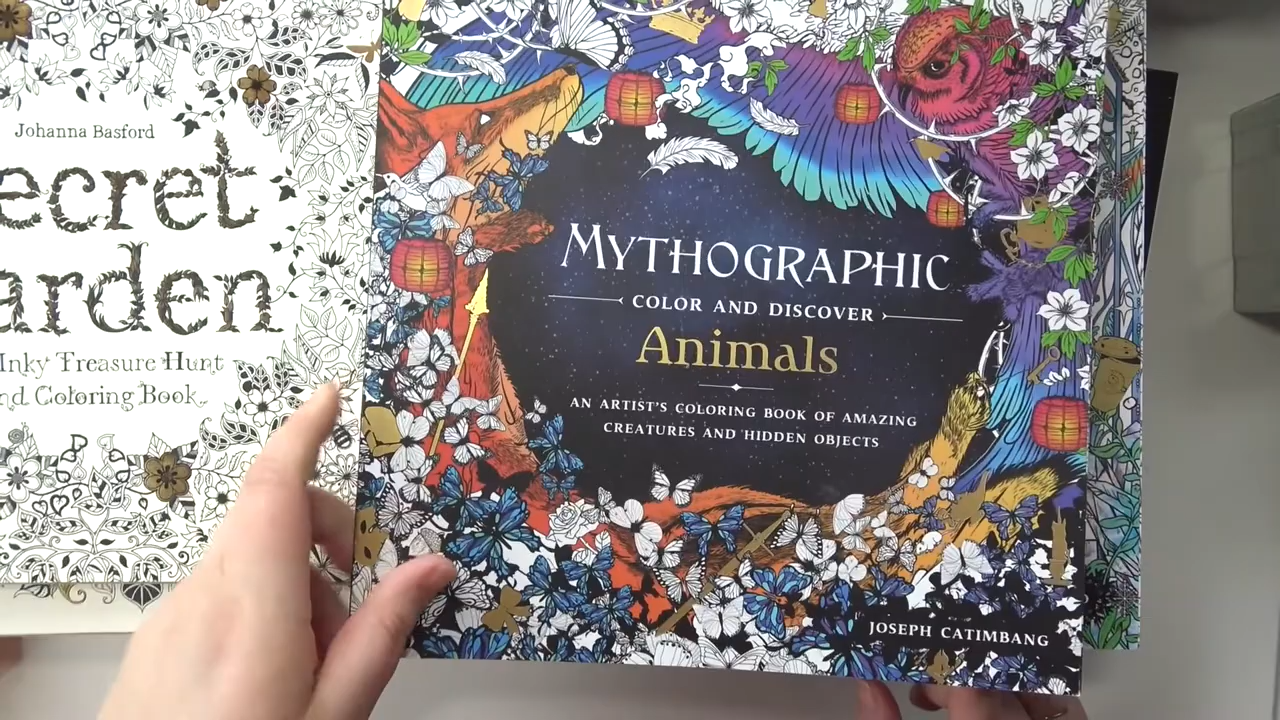 Johanna Basford
ecret
arden
Inky Treasure Hunt
nd Coloring Book
MYTHOGRAPHIC
COLOR AND DISCOVER
Animals
AN ARTIST'S COLORING BOOK OF AMAZING
CREATURES AND HIDDEN OBJECTS
JOSEPH CATIMBANG